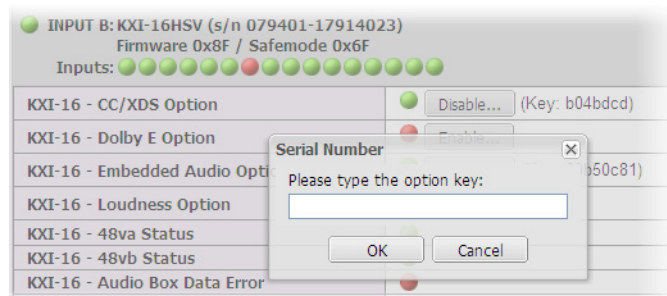 INPUT B: KXI-16HSV (s/n 079401-17914023)
Firmware 0x8F / Safemode 0x6F
Inputs:
KXI-16 - CC/XDS Option
Disable... (Key: b04bdcd)
KXI-16 - Dolby E Option
Enable...
Serial Number
KXI-16 - Embedded Audio Opti
b50c81)
Please type the option key:
KXI-16 - Loudness Option
KXI-16 - 48va Status
OK Cancel
KXI-16 - 48vb Status
KXI-16 - Audio Box Data Error